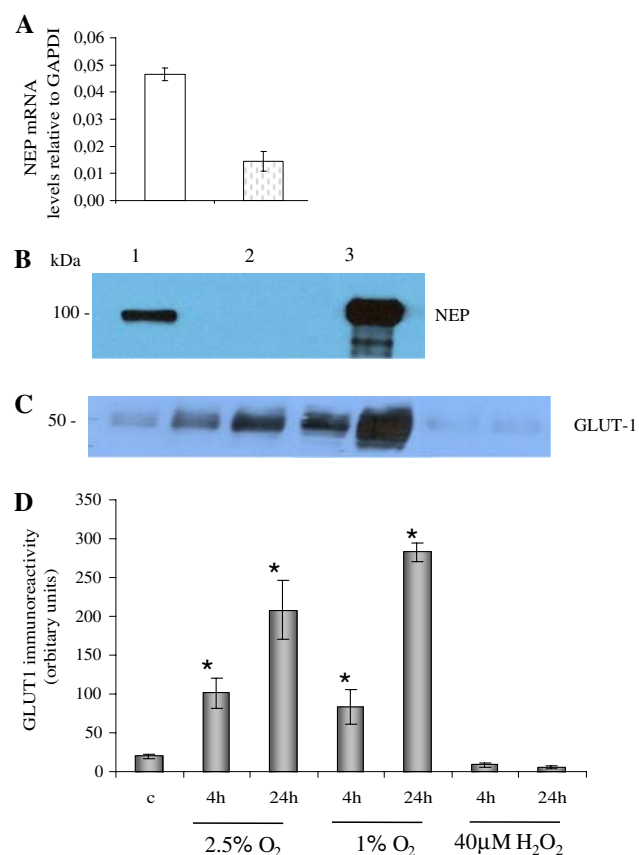 A
NEP mRNA
levels relative to GAPDI
0,06
0,05
0,04
0,03
0,02
0,01
0,00
B kDa 1 2 3
100 - NEP
C 50 - GLUT-1
D
GLUT1 immunoreactivity
(orbitary units)
350
300
250
200
150
100
50
0
* * * *
c 4h 24h 4h 24h 4h 24h
2.5% O₂ 1% O₂ 40μM H₂O₂